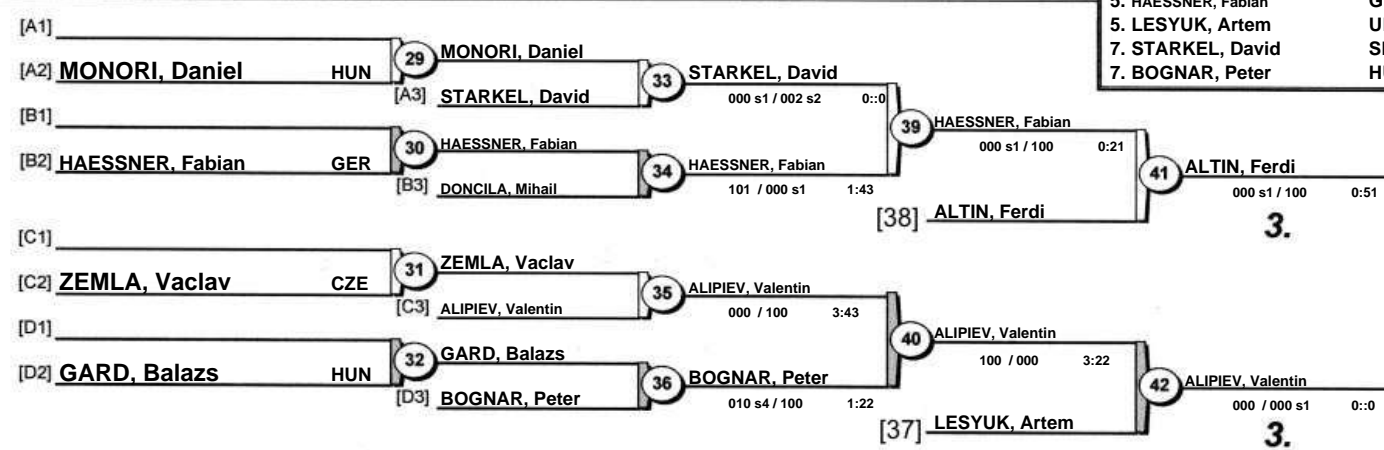 5. HAESSNER, Fabian G
5. LESYUK, Artem
7. STARKEL, David
7. BOGNAR, Peter
[A1]
[A2] MONORI, Daniel HUN
29
MONORI, Daniel
[A3] STARKEL, David
33
STARKEL, David
000 s1 / 002 s2 0::0
[B1]
[B2] HAESSNER, Fabian GER
30
HAESSNER, Fabian
[B3] DONCILA, Mihail
34
HAESSNER, Fabian
101 / 000 s1 1:43
39
HAESSNER, Fabian
000 s1 / 100 0:21
[38] ALTIN, Ferdi
41
ALTIN, Ferdi
000 s1 / 100 0:51
3.
[C1]
[C2] ZEMLA, Vaclav CZE
31
ZEMLA, Vaclav
[C3] ALIPIEV, Valentin
35
ALIPIEV, Valentin
000 / 100 3:43
[D1]
[D2] GARD, Balazs HUN
32
GARD, Balazs
[D3] BOGNAR, Peter
36
BOGNAR, Peter
010 s4 / 100 1:22
40
ALIPIEV, Valentin
100 / 000 3:22
[37] LESYUK, Artem
42
ALIPIEV, Valentin
000 / 000 s1 0::0
3.